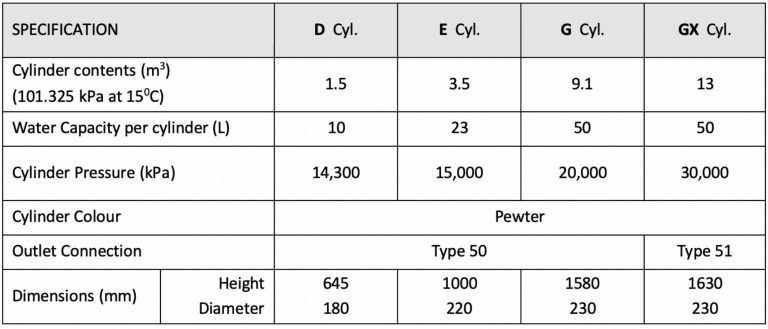 SPECIFICATION D Cyl. E Cyl. G Cyl. GX Cyl.
Cylinder contents (m³)
(101.325 kPa at 15⁰C) 1.5 3.5 9.1 13
Water Capacity per cylinder (L) 10 23 50 50
Cylinder Pressure (kPa) 14,300 15,000 20,000 30,000
Cylinder Colour Pewter
Outlet Connection Type 50 Type 51
Dimensions (mm) Height 645 1000 1580 1630
Diameter 180 220 230 230